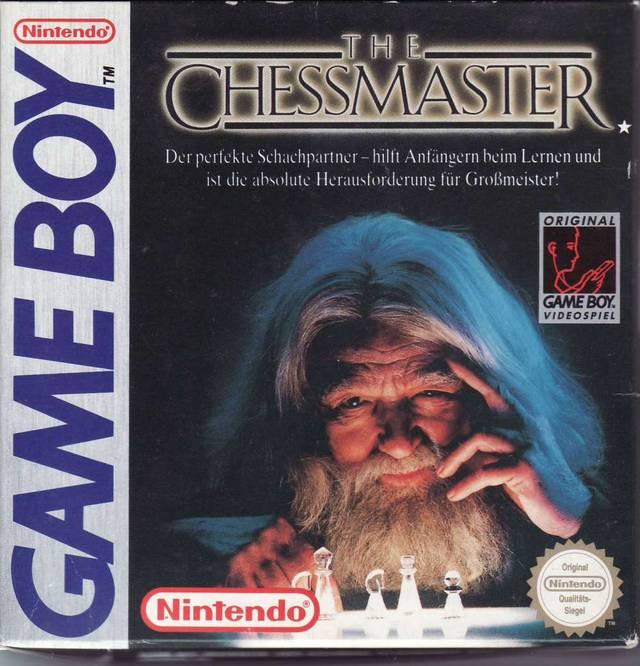 Nintendo®
GAME BOY™
THE
CHESSMASTER
Der perfekte Schachpartner – hilft Anfängern beim Lernen und
ist die absolute Herausforderung für Großmeister!
ORIGINAL
GAME BOY
VIDEOSPIEL
Nintendo®
Original
Nintendo
Qualitäts-
Siegel
TM